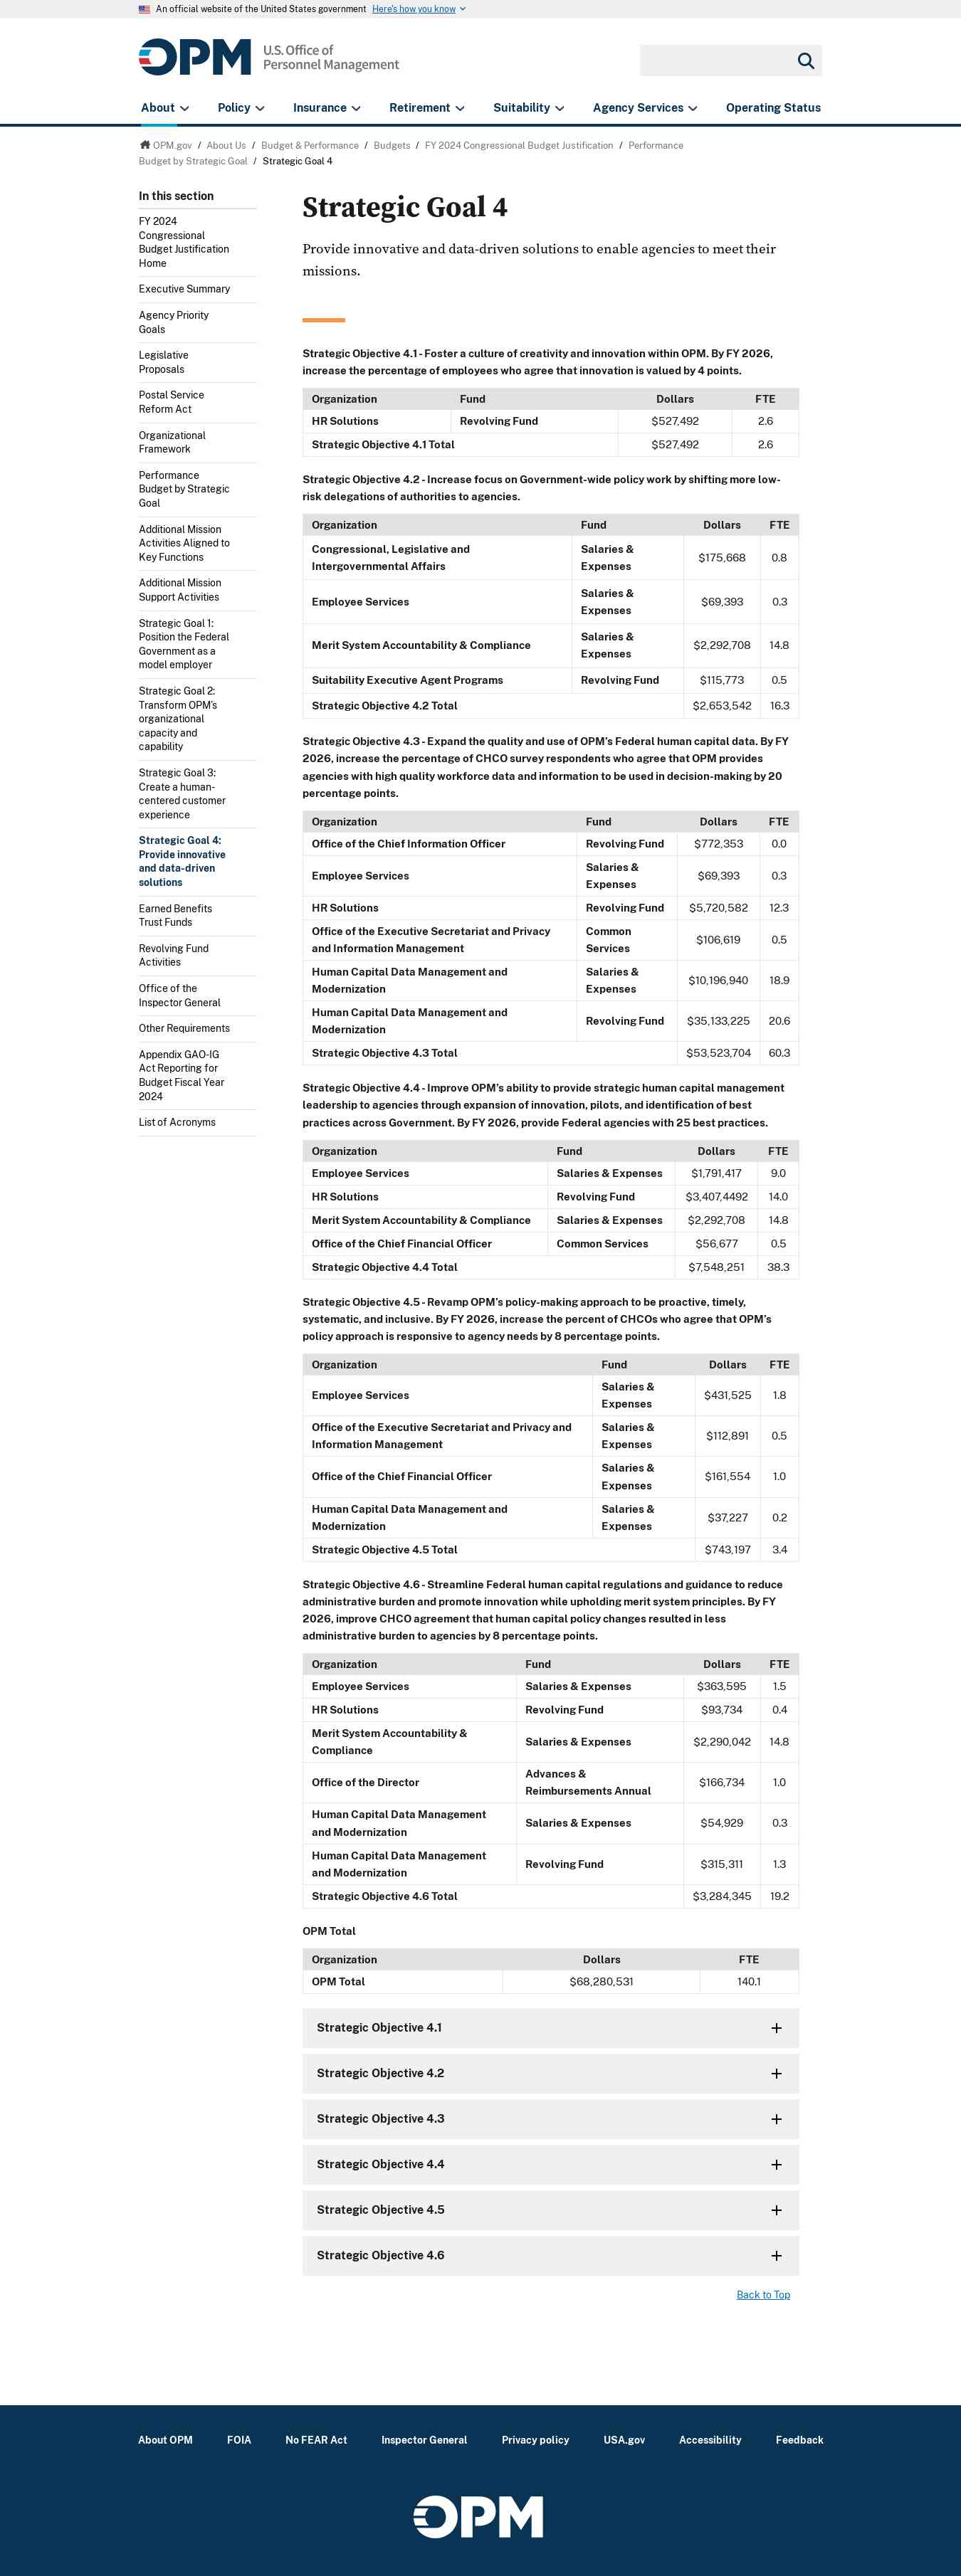 An official website of the United States government Here's how you know
OPM U.S. Office of
Personnel Management
About Policy Insurance Retirement Suitability Agency Services Operating Status
OPM.gov / About Us / Budget & Performance / Budgets / FY 2024 Congressional Budget Justification / Performance
Budget by Strategic Goal / Strategic Goal 4
In this section
FY 2024
Congressional
Budget Justification
Home
Executive Summary
Agency Priority
Goals
Legislative
Proposals
Postal Service
Reform Act
Organizational
Framework
Performance
Budget by Strategic
Goal
Additional Mission
Activities Aligned to
Key Functions
Additional Mission
Support Activities
Strategic Goal 1:
Position the Federal
Government as a
model employer
Strategic Goal 2:
Transform OPM’s
organizational
capacity and
capability
Strategic Goal 3:
Create a human-
centered customer
experience
Strategic Goal 4:
Provide innovative
and data-driven
solutions
Earned Benefits
Trust Funds
Revolving Fund
Activities
Office of the
Inspector General
Other Requirements
Appendix GAO-IG
Act Reporting for
Budget Fiscal Year
2024
List of Acronyms
Strategic Goal 4
Provide innovative and data-driven solutions to enable agencies to meet their
missions.
Strategic Objective 4.1 - Foster a culture of creativity and innovation within OPM. By FY 2026,
increase the percentage of employees who agree that innovation is valued by 4 points.
Organization Fund Dollars FTE
HR Solutions Revolving Fund $527,492 2.6
Strategic Objective 4.1 Total $527,492 2.6
Strategic Objective 4.2 - Increase focus on Government-wide policy work by shifting more low-
risk delegations of authorities to agencies.
Organization Fund Dollars FTE
Congressional, Legislative and
Intergovernmental Affairs
Salaries &
Expenses
$175,668 0.8
Employee Services
Salaries &
Expenses
$69,393 0.3
Merit System Accountability & Compliance
Salaries &
Expenses
$2,292,708 14.8
Suitability Executive Agent Programs Revolving Fund $115,773 0.5
Strategic Objective 4.2 Total $2,653,542 16.3
Strategic Objective 4.3 - Expand the quality and use of OPM’s Federal human capital data. By FY
2026, increase the percentage of CHCO survey respondents who agree that OPM provides
agencies with high quality workforce data and information to be used in decision-making by 20
percentage points.
Organization Fund Dollars FTE
Office of the Chief Information Officer Revolving Fund $772,353 0.0
Employee Services
Salaries &
Expenses
$69,393 0.3
HR Solutions Revolving Fund $5,720,582 12.3
Office of the Executive Secretariat and Privacy
and Information Management
Common
Services
$106,619 0.5
Human Capital Data Management and
Modernization
Salaries &
Expenses
$10,196,940 18.9
Human Capital Data Management and
Modernization
Revolving Fund $35,133,225 20.6
Strategic Objective 4.3 Total $53,523,704 60.3
Strategic Objective 4.4 - Improve OPM’s ability to provide strategic human capital management
leadership to agencies through expansion of innovation, pilots, and identification of best
practices across Government. By FY 2026, provide Federal agencies with 25 best practices.
Organization Fund Dollars FTE
Employee Services Salaries & Expenses $1,791,417 9.0
HR Solutions Revolving Fund $3,407,4492 14.0
Merit System Accountability & Compliance Salaries & Expenses $2,292,708 14.8
Office of the Chief Financial Officer Common Services $56,677 0.5
Strategic Objective 4.4 Total $7,548,251 38.3
Strategic Objective 4.5 - Revamp OPM’s policy-making approach to be proactive, timely,
systematic, and inclusive. By FY 2026, increase the percent of CHCOs who agree that OPM’s
policy approach is responsive to agency needs by 8 percentage points.
Organization Fund Dollars FTE
Employee Services
Salaries &
Expenses
$431,525 1.8
Office of the Executive Secretariat and Privacy and
Information Management
Salaries &
Expenses
$112,891 0.5
Office of the Chief Financial Officer
Salaries &
Expenses
$161,554 1.0
Human Capital Data Management and
Modernization
Salaries &
Expenses
$37,227 0.2
Strategic Objective 4.5 Total $743,197 3.4
Strategic Objective 4.6 - Streamline Federal human capital regulations and guidance to reduce
administrative burden and promote innovation while upholding merit system principles. By FY
2026, improve CHCO agreement that human capital policy changes resulted in less
administrative burden to agencies by 8 percentage points.
Organization Fund Dollars FTE
Employee Services Salaries & Expenses $363,595 1.5
HR Solutions Revolving Fund $93,734 0.4
Merit System Accountability &
Compliance
Salaries & Expenses $2,290,042 14.8
Office of the Director
Advances &
Reimbursements Annual
$166,734 1.0
Human Capital Data Management
and Modernization
Salaries & Expenses $54,929 0.3
Human Capital Data Management
and Modernization
Revolving Fund $315,311 1.3
Strategic Objective 4.6 Total $3,284,345 19.2
OPM Total
Organization Dollars FTE
OPM Total $68,280,531 140.1
Strategic Objective 4.1
Strategic Objective 4.2
Strategic Objective 4.3
Strategic Objective 4.4
Strategic Objective 4.5
Strategic Objective 4.6
Back to Top
About OPM FOIA No FEAR Act Inspector General Privacy policy USA.gov Accessibility Feedback
OPM